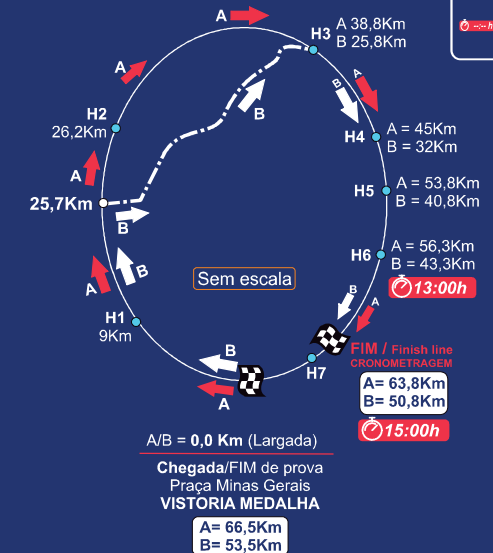 --:-- h
A
H3
A 38,8Km
B 25,8Km
A
B
A
B
H2
26,2Km
H4
A = 45Km
B = 32Km
A
H5
A = 53,8Km
B = 40,8Km
25,7Km
B
H6
A = 56,3Km
B = 43,3Km
13:00h
A
B
Sem escala
B
A
H1
9Km
FIM / Finish line
CRONOMETRAGEM
B
H7
A= 63,8Km
B= 50,8Km
A
15:00h
A/B = 0,0 Km (Largada)
Chegada/FIM de prova
Praça Minas Gerais
VISTORIA MEDALHA
A= 66,5Km
B= 53,5Km